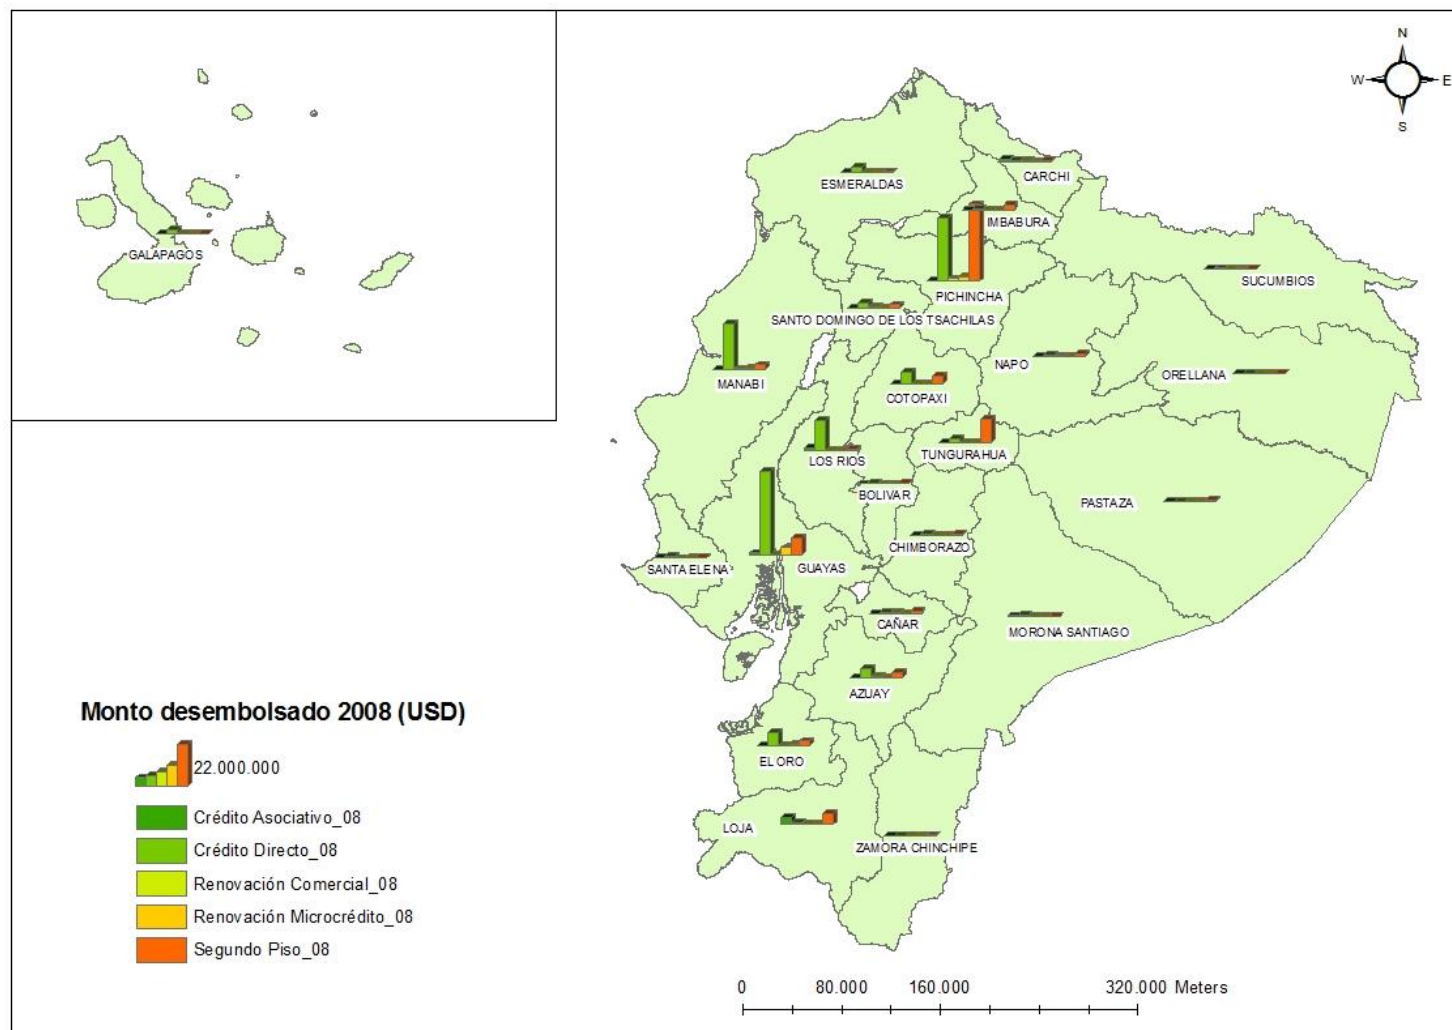 N
W E
S
CARCHI
ESMERALDAS
IMBABURA
GALAPAGOS
SUCUMBIOS
PICHINCHA
SANTO DOMINGO DE LOS TSACHILAS
NAPO
ORELLANA
MANABI
COTOPAXI
TUNGURAHUA
LOS RIOS
BOLIVAR
PASTAZA
CHIMBORAZO
SANTA ELENA
GUAYAS
CAÑAR
MORONA SANTIAGO
AZUAY
Monto desembolsado 2008 (USD)
22.000.000
EL ORO
Crédito Asociativo_08
LOJA
ZAMORA CHINCHIPE
Crédito Directo_08
Renovación Comercial_08
Renovación Microcrédito_08
Segundo Piso_08
0 80.000 160.000 320.000 Meters